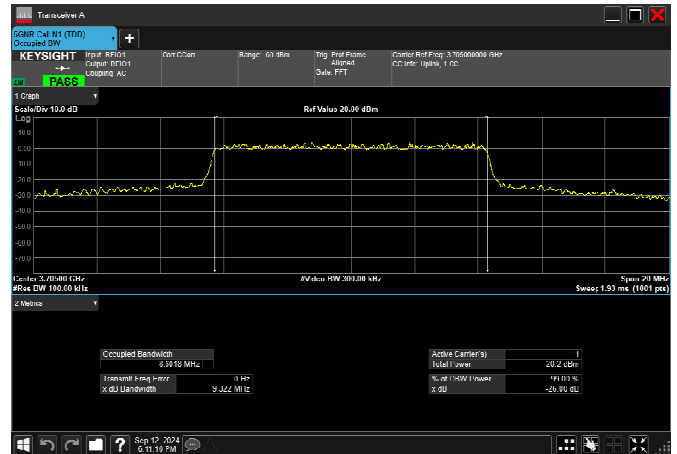 Transceiver A
5GNR Cell N1 (TDD)
Occupied BW
KEYSIGHT
Input: RFIO1
Output: RFIO1
Coupling: AC
Corr CCorr
Range: -60 dBm
Trig: Prot Frame
Aligned
Gate: FFT
Carrier Ref Freq: 3.705000000 GHz
CC Info: Uplink, 1 CC
PASS
1 Graph
Scale/Div 10.0 dB
Ref Value 20.00 dBm
Log
10.0
0.00
-10.0
-20.0
-30.0
-40.0
-50.0
-60.0
-70.0
Center 3.70500 GHz
#Video BW 300.00 kHz
Span 20 MHz
#Res BW 100.00 kHz
Sweep 1.93 ms (1001 pts)
2 Metrics
Occupied Bandwidth
8.6018 MHz
Transmit Freq Error
0 Hz
x dB Bandwidth
9.322 MHz
Active Carrier(s)
1
Total Power
20.2 dBm
% of OBW Power
99.00 %
x dB
-26.00 dB
?
Sep 12, 2024
6:11:10 PM